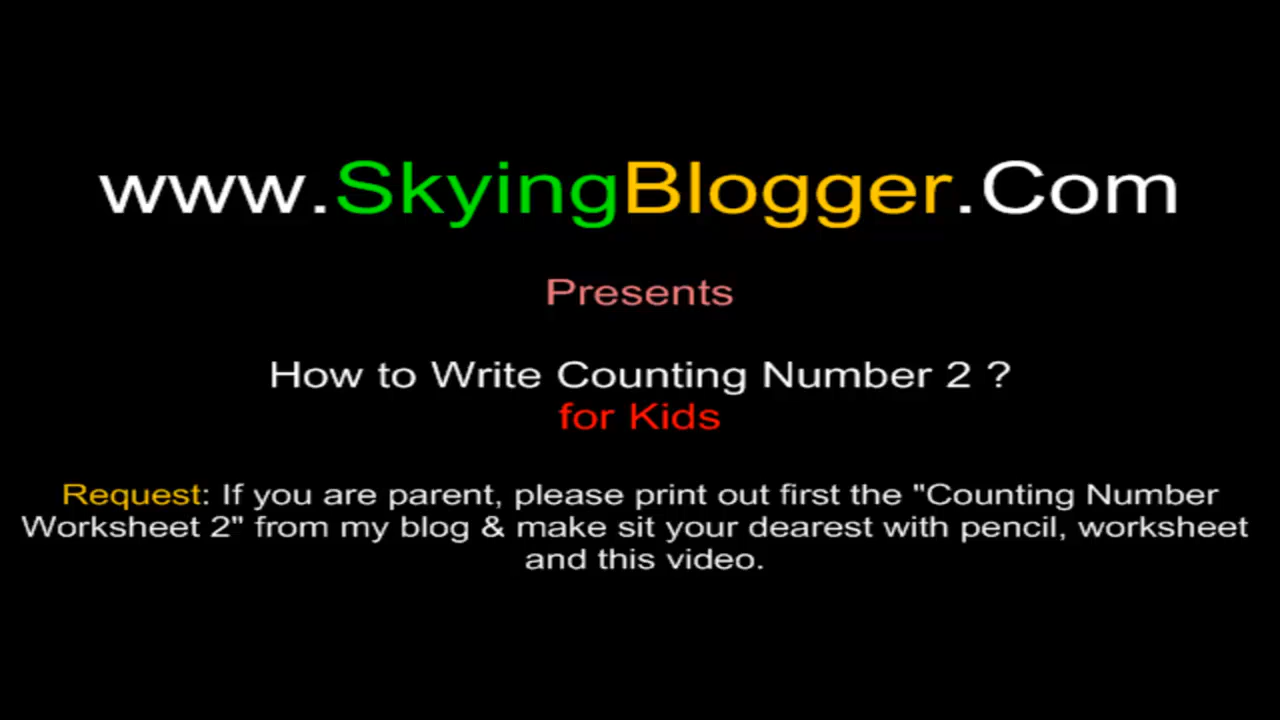 www.SkyingBlogger.Com
Presents
How to Write Counting Number 2 ?
for Kids
Request: If you are parent, please print out first the "Counting Number
Worksheet 2" from my blog & make sit your dearest with pencil, worksheet
and this video.